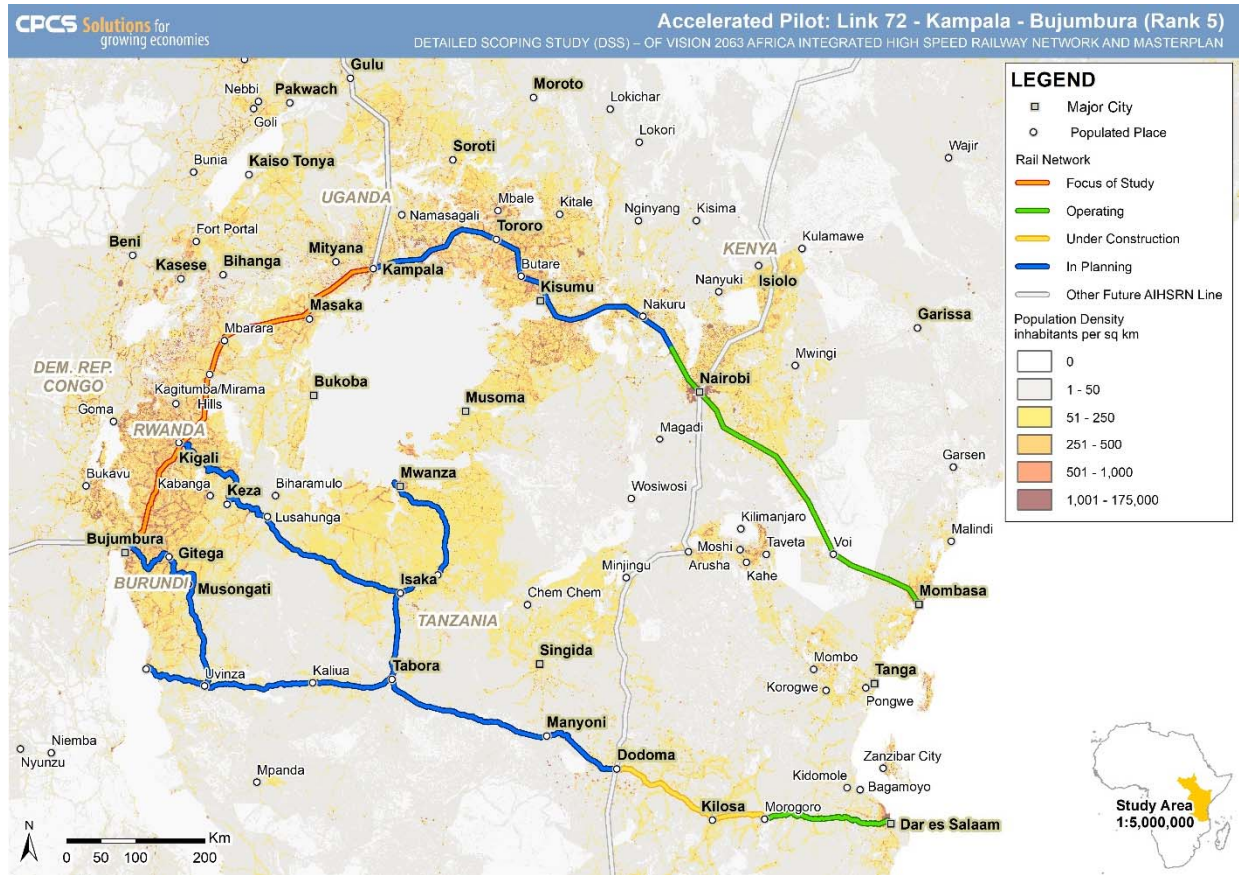 CPCS Solutions for
growing economies
Accelerated Pilot: Link 72 - Kampala - Bujumbura (Rank 5)
DETAILED SCOPING STUDY (DSS) – OF VISION 2063 AFRICA INTEGRATED HIGH SPEED RAILWAY NETWORK AND MASTERPLAN
LEGEND
Major City
Populated Place
Rail Network
Focus of Study
Operating
Under Construction
In Planning
Other Future AIHSRN Line
Population Density
inhabitants per sq km
0
1 - 50
51 - 250
251 - 500
501 - 1,000
1,001 - 175,000
Gulu
Nebbi
Pakwach
Goli
Moroto
Lokichar
Lokori
Wajir
Bunia
Kaiso Tonya
Soroti
UGANDA
Mbale
Kitale
Namasagali
Nginyang
Kisima
Tororo
Kulamawe
KENYA
Fort Portal
Beni
Mityana
Kasese
Bihanga
Kampala
Butare
Kisumu
Nanyuki
Isiolo
Masaka
Nakuru
Garissa
Mbarara
Mwingi
DEM. REP.
CONGO
Kagitumba/Mirama
Hills
Bukoba
Musoma
Nairobi
Goma
RWANDA
Magadi
Kigali
Garsen
Bukavu
Kabanga
Keza
Biharamulo
Mwanza
Wosiwosi
Lusahunga
Kilimanjaro
Malindi
Bujumbura
Gitega
Moshi
Taveta
Voi
Arusha
Kahe
BURUNDI
Musongati
Isaka
Minjingu
Chem Chem
Mombasa
TANZANIA
Singida
Mombo
Tanga
Uvinza
Kaliua
Tabora
Korogwe
Pongwe
Manyoni
Niemba
Nyunzu
Mpanda
Dodoma
Zanzibar City
Kidomole
Bagamoyo
Kilosa
Morogoro
Dar es Salaam
N
Km
0 50 100 200
Study Area
1:5,000,000